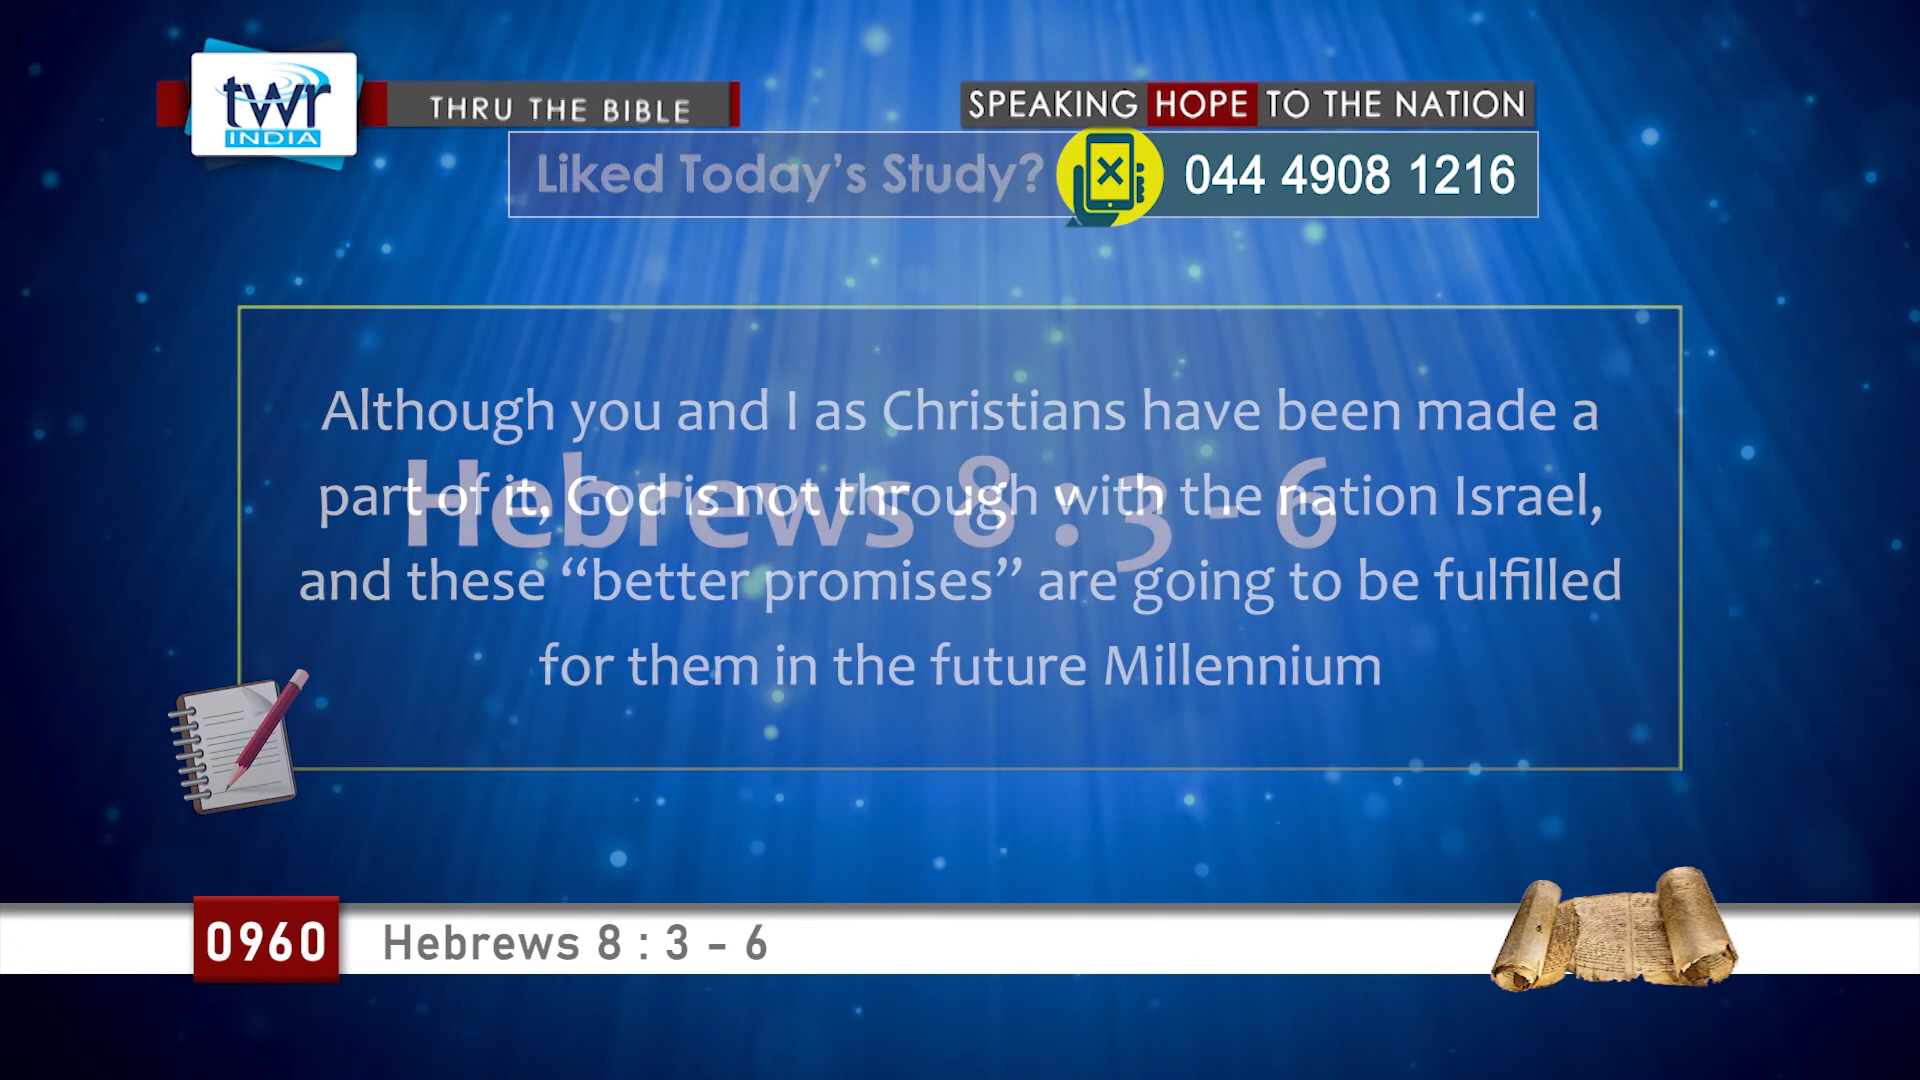 twr
INDIA
THRU THE BIBLE
SPEAKING HOPE TO THE NATION
Liked Today’s Study?
044 4908 1216
Although you and I as Christians have been made a
part of it, God is not through with the nation Israel,
and these “better promises” are going to be fulfilled
for them in the future Millennium
Hebrews 8 : 3 - 6
0960
Hebrews 8 : 3 - 6